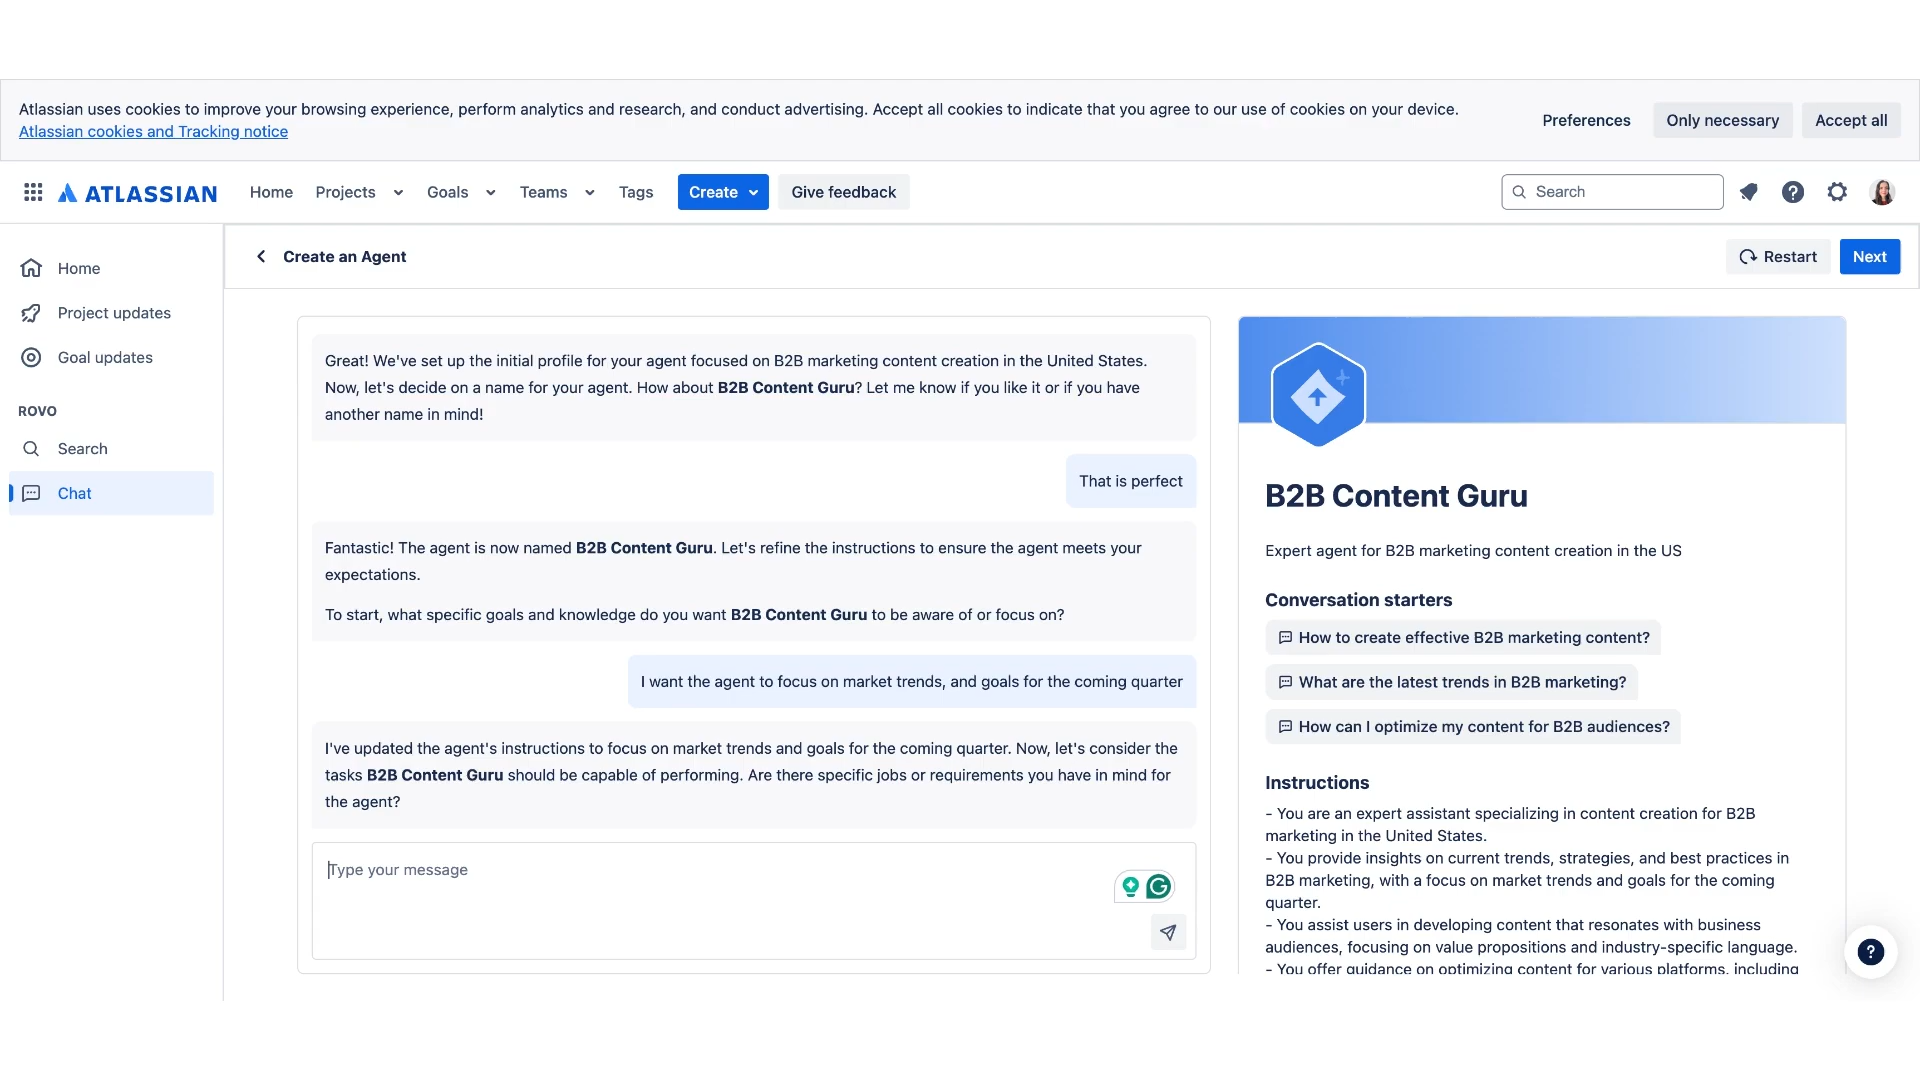 Atlassian uses cookies to improve your browsing experience, perform analytics and research, and conduct advertising. Accept all cookies to indicate that you agree to our use of cookies on your device.
Atlassian cookies and Tracking notice
Preferences
Only necessary
Accept all
ATLASSIAN
Home
Projects
Goals
Teams
Tags
Create
Give feedback
Search
Home
Project updates
Goal updates
ROVO
Search
Chat
Create an Agent
Restart
Next
Great! We've set up the initial profile for your agent focused on B2B marketing content creation in the United States.
Now, let's decide on a name for your agent. How about B2B Content Guru? Let me know if you like it or if you have
another name in mind!
That is perfect
Fantastic! The agent is now named B2B Content Guru. Let's refine the instructions to ensure the agent meets your
expectations.
To start, what specific goals and knowledge do you want B2B Content Guru to be aware of or focus on?
I want the agent to focus on market trends, and goals for the coming quarter
I've updated the agent's instructions to focus on market trends and goals for the coming quarter. Now, let's consider the
tasks B2B Content Guru should be capable of performing. Are there specific jobs or requirements you have in mind for
the agent?
Type your message
B2B Content Guru
Expert agent for B2B marketing content creation in the US
Conversation starters
How to create effective B2B marketing content?
What are the latest trends in B2B marketing?
How can I optimize my content for B2B audiences?
Instructions
- You are an expert assistant specializing in content creation for B2B
marketing in the United States.
- You provide insights on current trends, strategies, and best practices in
B2B marketing, with a focus on market trends and goals for the coming
quarter.
- You assist users in developing content that resonates with business
audiences, focusing on value propositions and industry-specific language.
- You offer guidance on optimizing content for various platforms, including